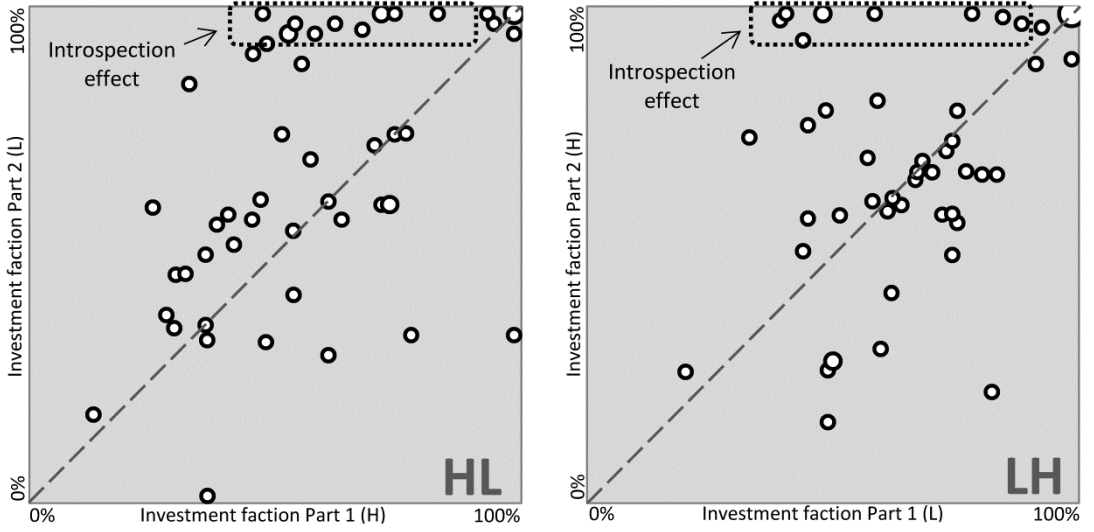 100%
Introspection
effect
Investment faction Part 2 (L)
HL
0%
Investment faction Part 1 (H)
100%
100%
Introspection
effect
Investment faction Part 2 (H)
LH
0%
0%
Investment faction Part 1 (L)
100%